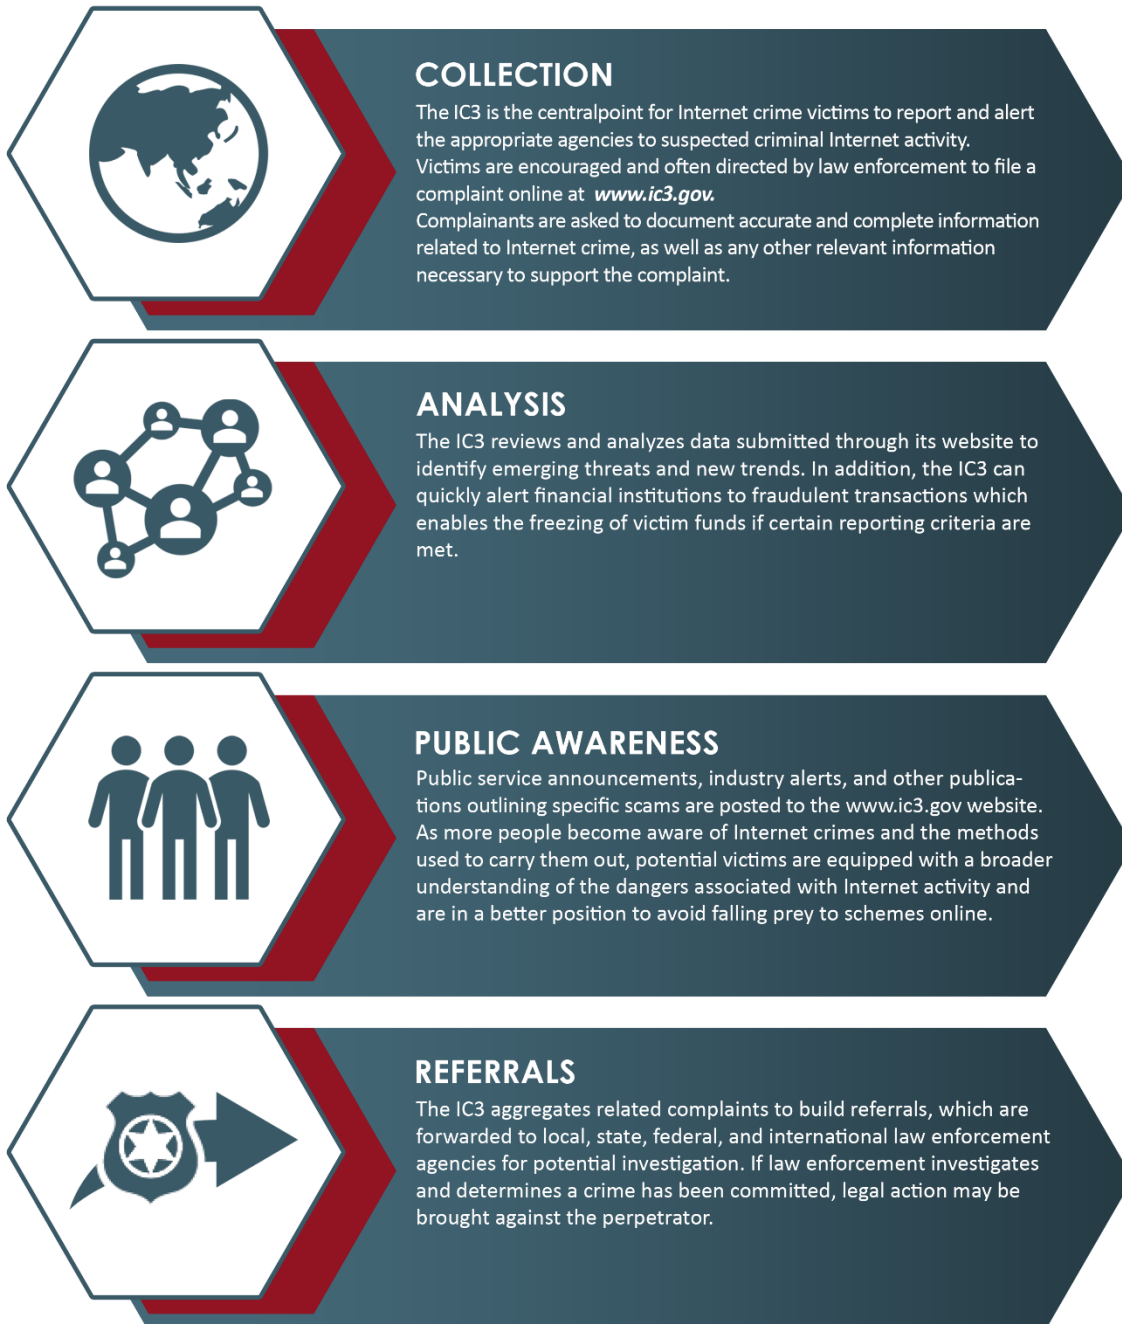 COLLECTION
The IC3 is the centralpoint for Internet crime victims to report and alert
the appropriate agencies to suspected criminal Internet activity.
Victims are encouraged and often directed by law enforcement to file a
complaint online at www.ic3.gov.
Complainants are asked to document accurate and complete information
related to Internet crime, as well as any other relevant information
necessary to support the complaint.
ANALYSIS
The IC3 reviews and analyzes data submitted through its website to
identify emerging threats and new trends. In addition, the IC3 can
quickly alert financial institutions to fraudulent transactions which
enables the freezing of victim funds if certain reporting criteria are
met.
PUBLIC AWARENESS
Public service announcements, industry alerts, and other publica-
tions outlining specific scams are posted to the www.ic3.gov website.
As more people become aware of Internet crimes and the methods
used to carry them out, potential victims are equipped with a broader
understanding of the dangers associated with Internet activity and
are in a better position to avoid falling prey to schemes online.
REFERRALS
The IC3 aggregates related complaints to build referrals, which are
forwarded to local, state, federal, and international law enforcement
agencies for potential investigation. If law enforcement investigates
and determines a crime has been committed, legal action may be
brought against the perpetrator.